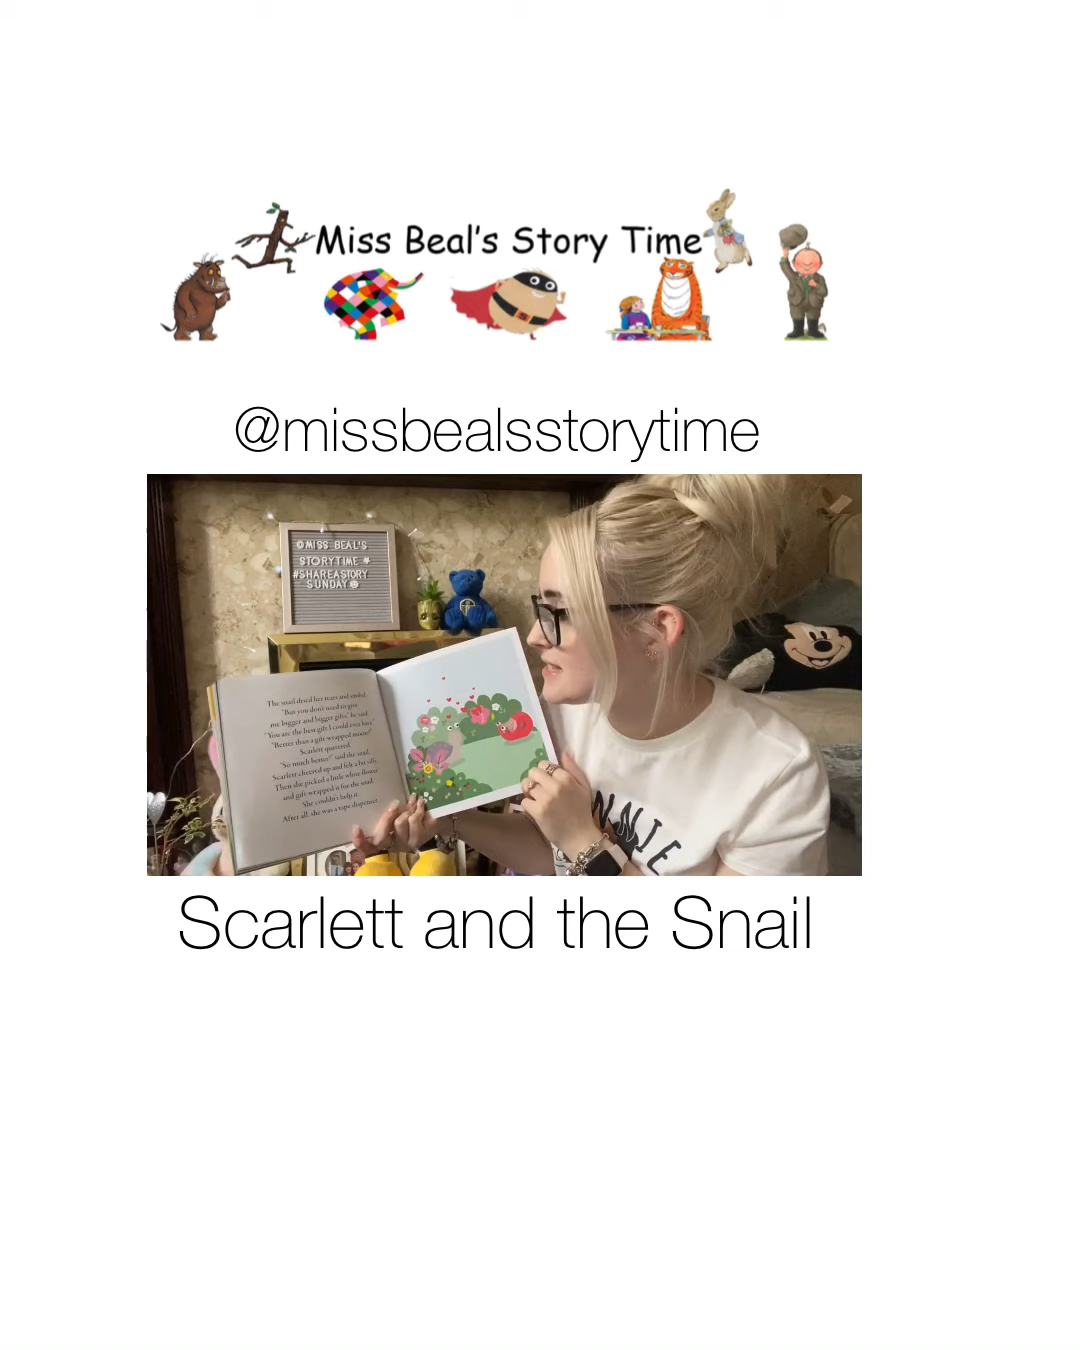 Miss Beal's Story Time
@missbealsstorytime
@MISS BEAL'S
STORYTIME
#SHAREASTORY
SUNDAY
The snail dried her tears and smiled.
"But you don't need to give
me bigger and bigger gifts," he said.
"You are the best gift I could ever have."
"Better than a gift-wrapped moon?"
Scarlett quavered.
"So much better!" said the snail.
Scarlett cheered up and felt a bit silly.
Then she picked a little white flower
and gift-wrapped it for the snail.
She couldn't help it.
After all, she was a tape dispenser.
NNIE
Scarlett and the Snail